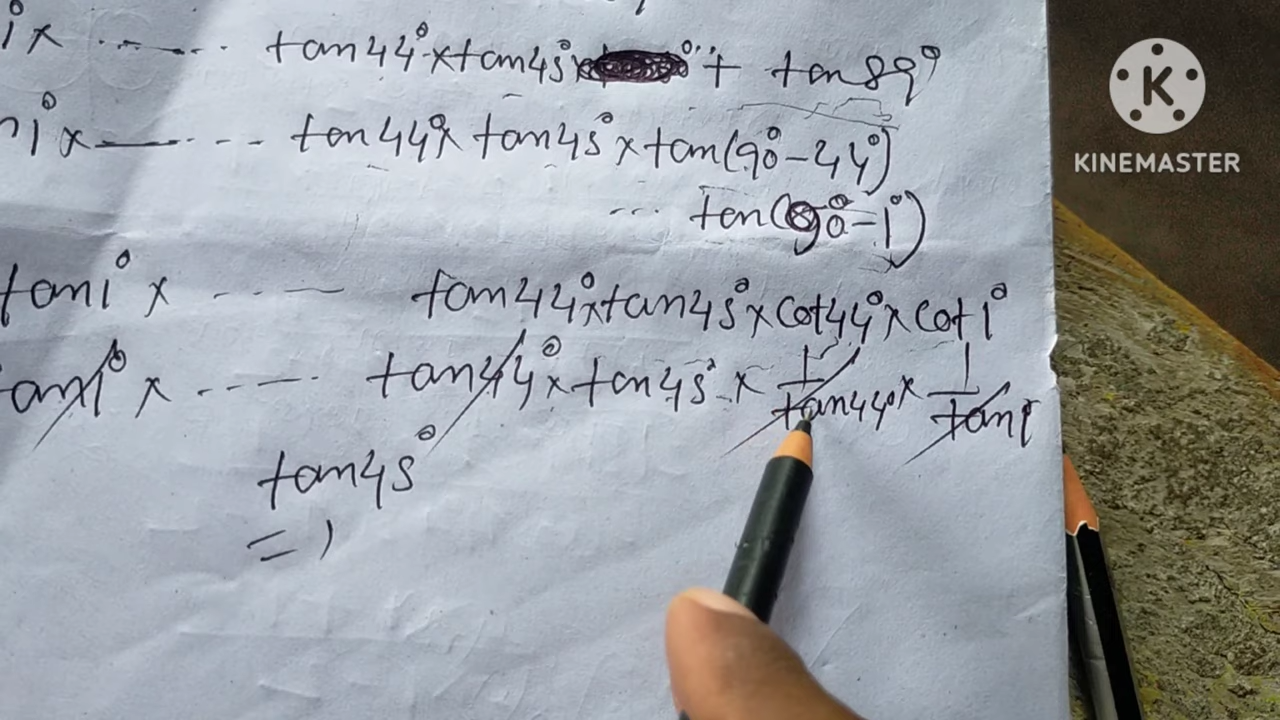 1° x ....... tan44° x tan45° x ... + tan89°
n1° x ....... tan44° x tan45° x tan(90° - 44°)
... tan(90° - 1°)
tan1° x ....... tan44° x tan45° x cot44° x cot1°
tan1° x ....... tan44° x tan45° x 1/tan44° x 1/tan1°
tan45°
= 1
K
KINEMASTER